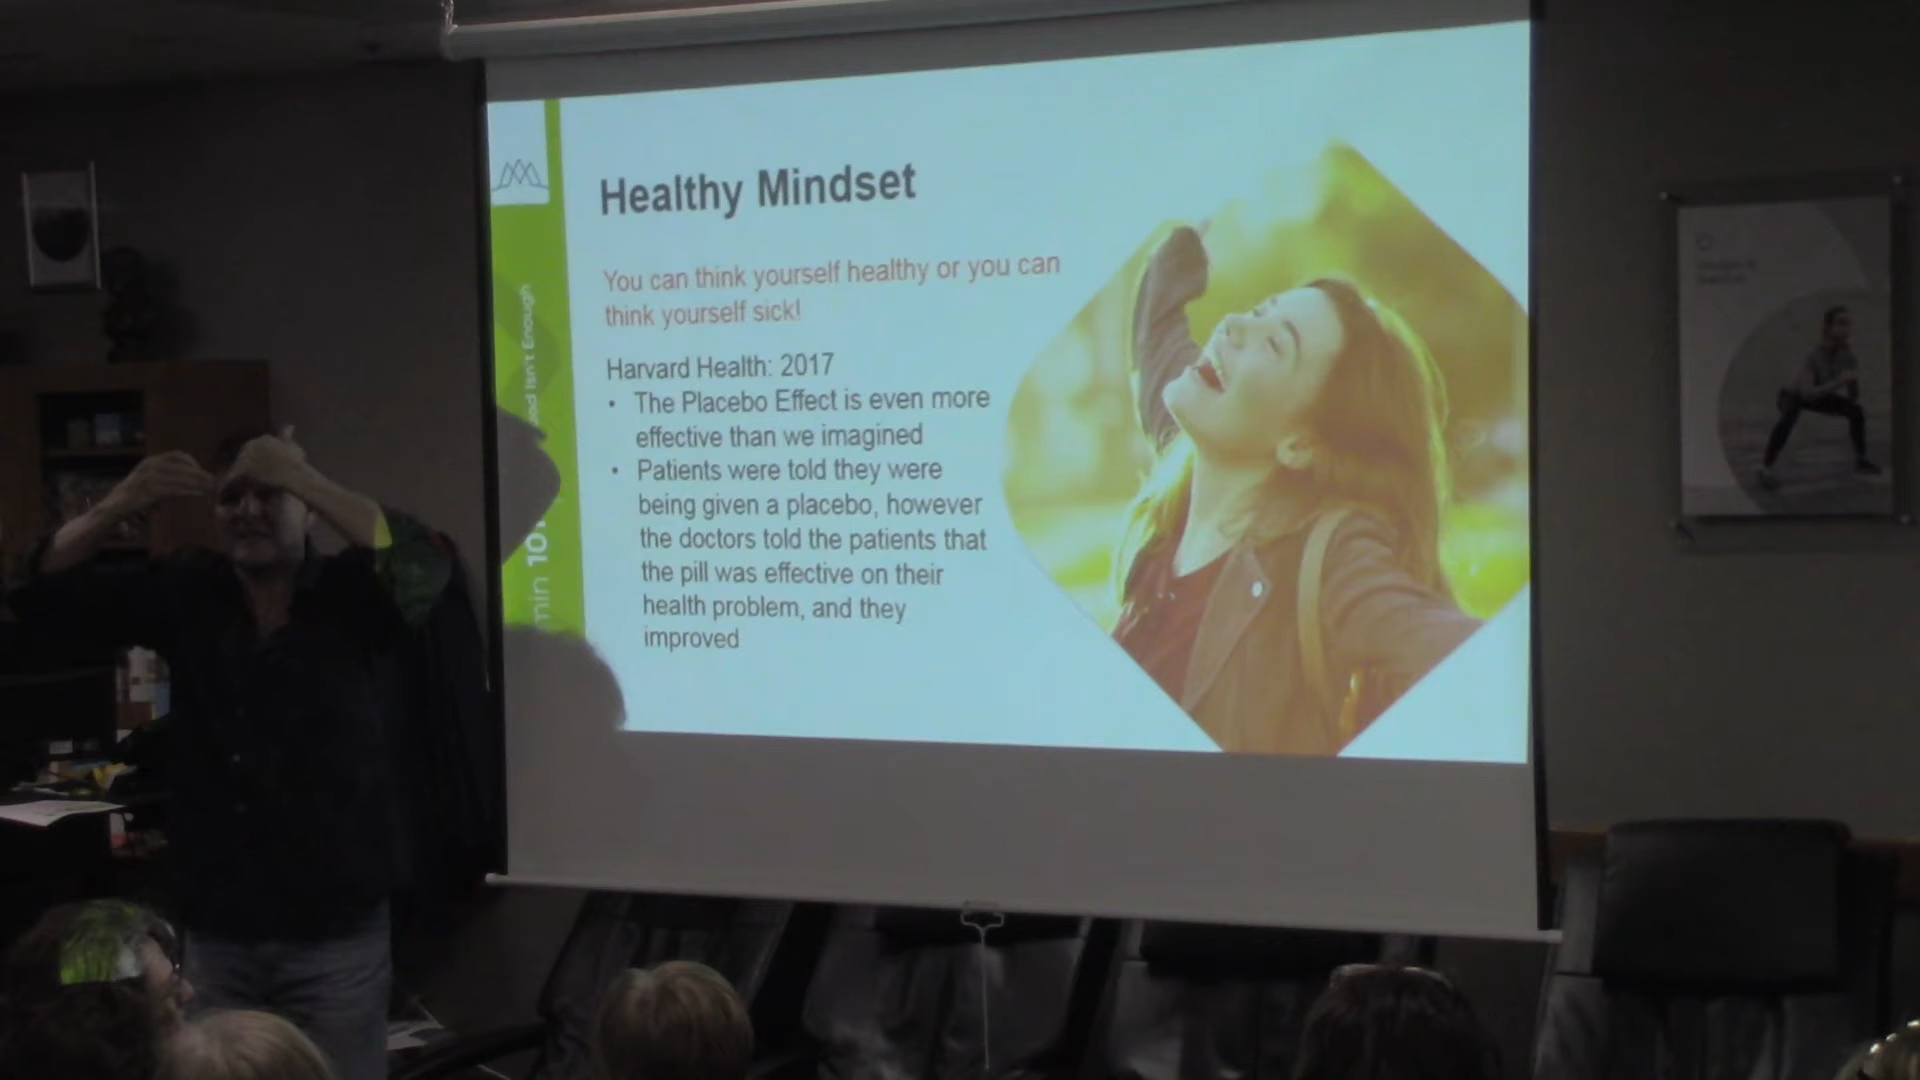 Healthy Mindset
You can think yourself healthy or you can
think yourself sick!
Harvard Health: 2017
• The Placebo Effect is even more
effective than we imagined
• Patients were told they were
being given a placebo, however
the doctors told the patients that
the pill was effective on their
health problem, and they
improved
Isn't Enough